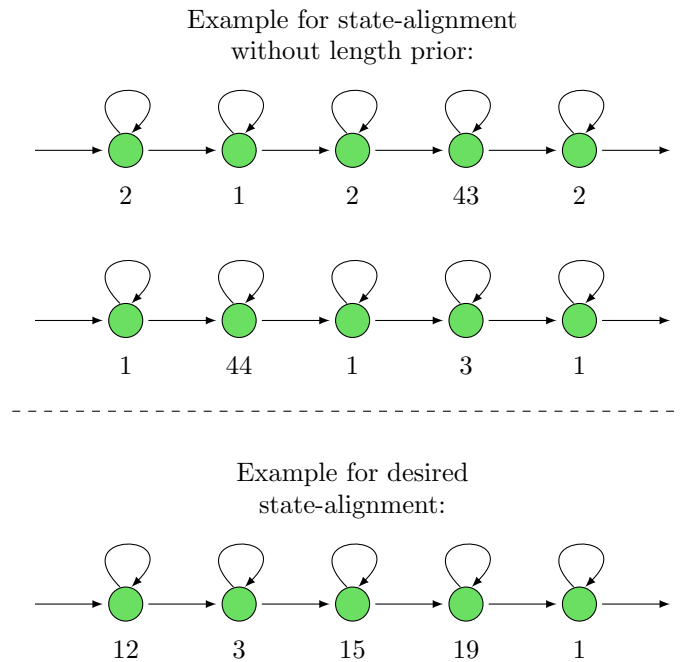 Example for state-alignment
without length prior:
2 1 2 43 2
1 44 1 3 1
Example for desired
state-alignment:
12 3 15 19 1